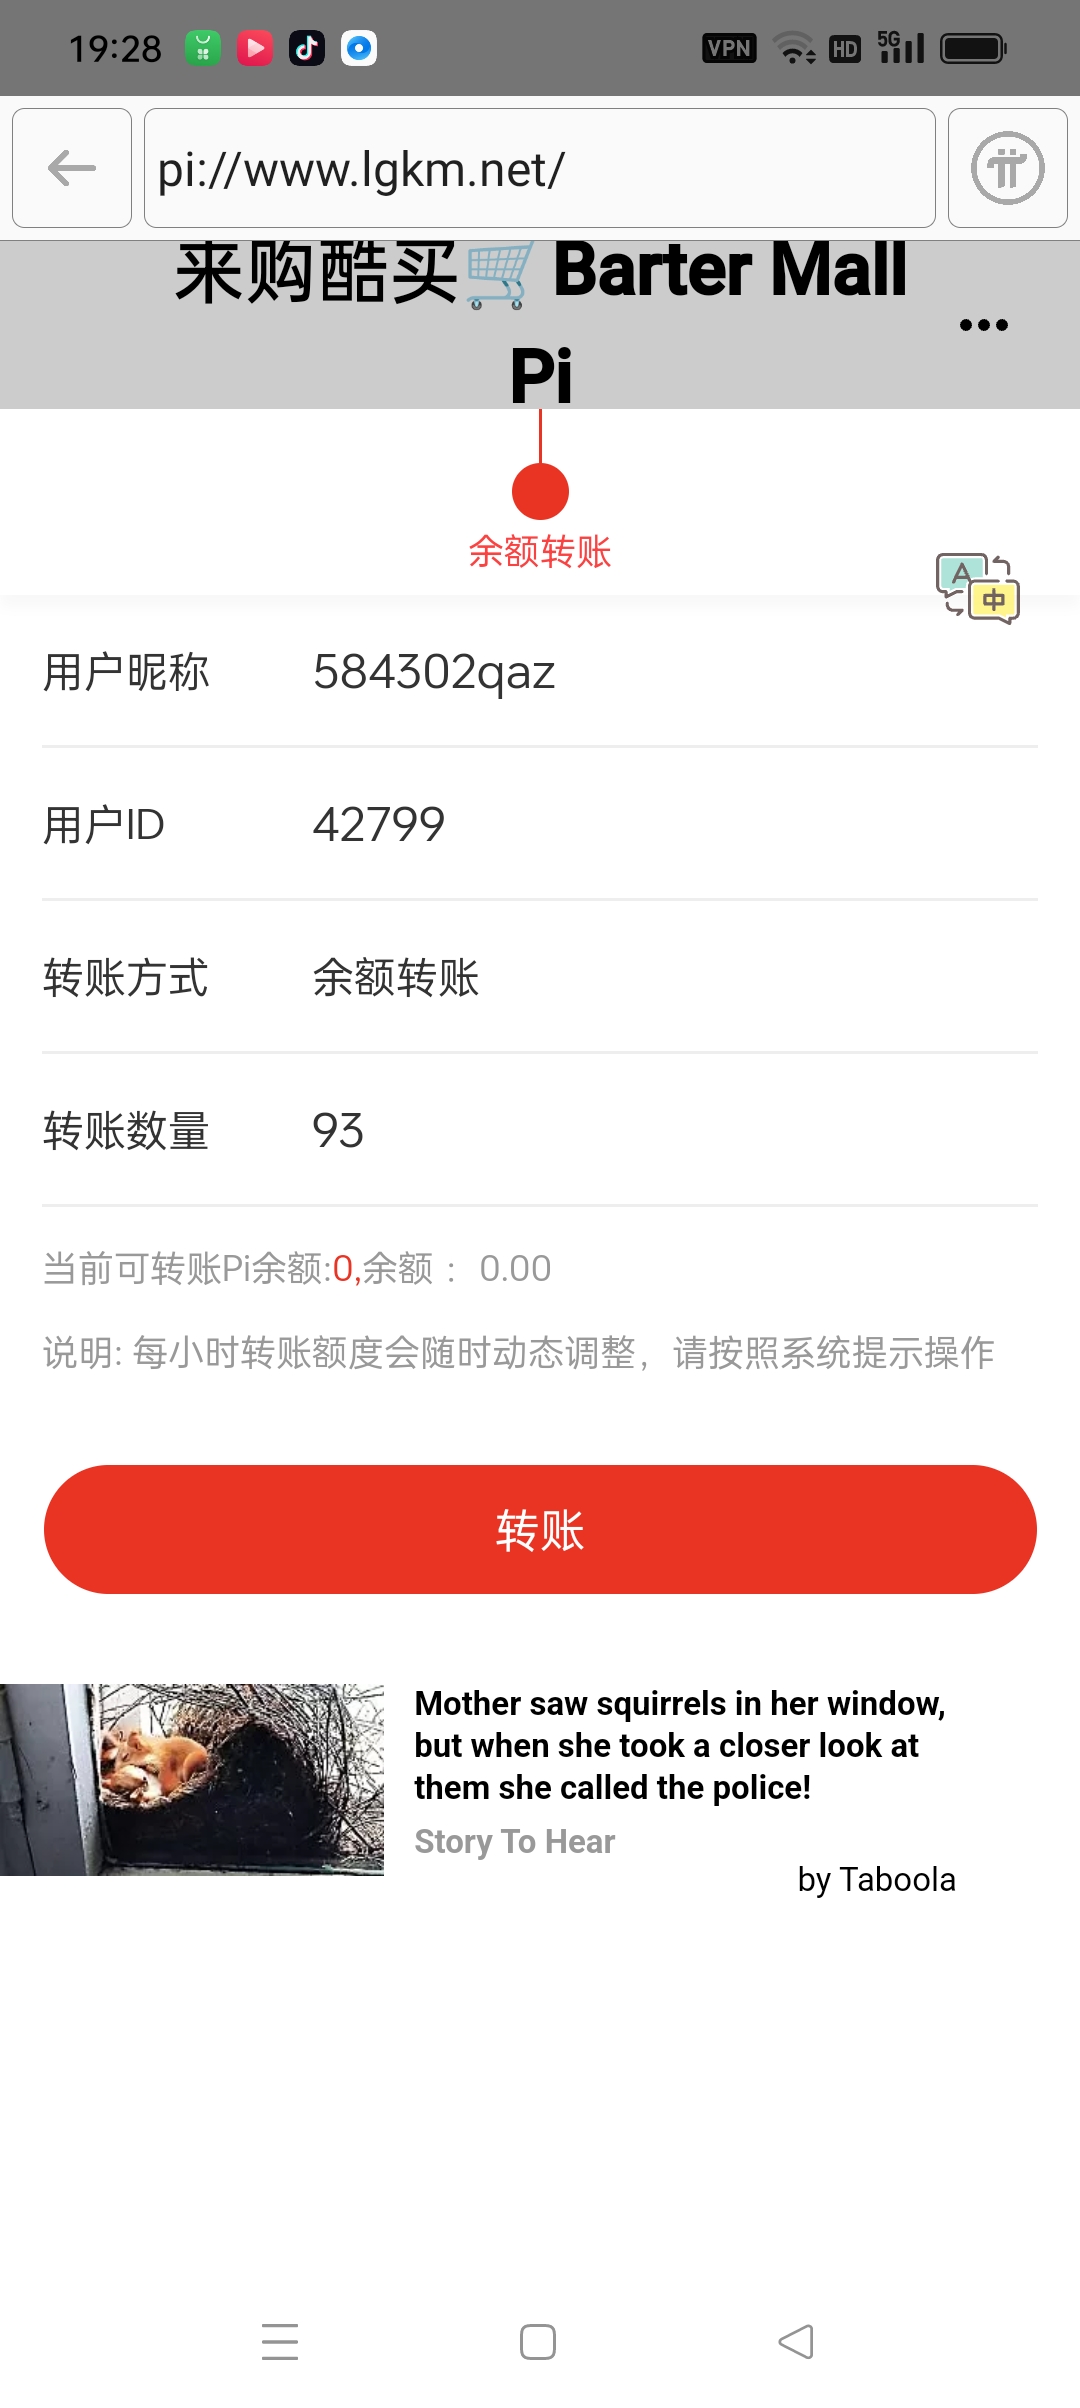 19:28 VPN HD 5G
pi://www.lgkm.net/
来购酷买🛒Barter Mall
Pi
余额转账
A
中
用户昵称 584302qaz
用户ID 42799
转账方式 余额转账
转账数量 93
当前可转账Pi余额:0,余额： 0.00
说明: 每小时转账额度会随时动态调整，请按照系统提示操作
转账
Mother saw squirrels in her window,
but when she took a closer look at
them she called the police!
Story To Hear
by Taboola